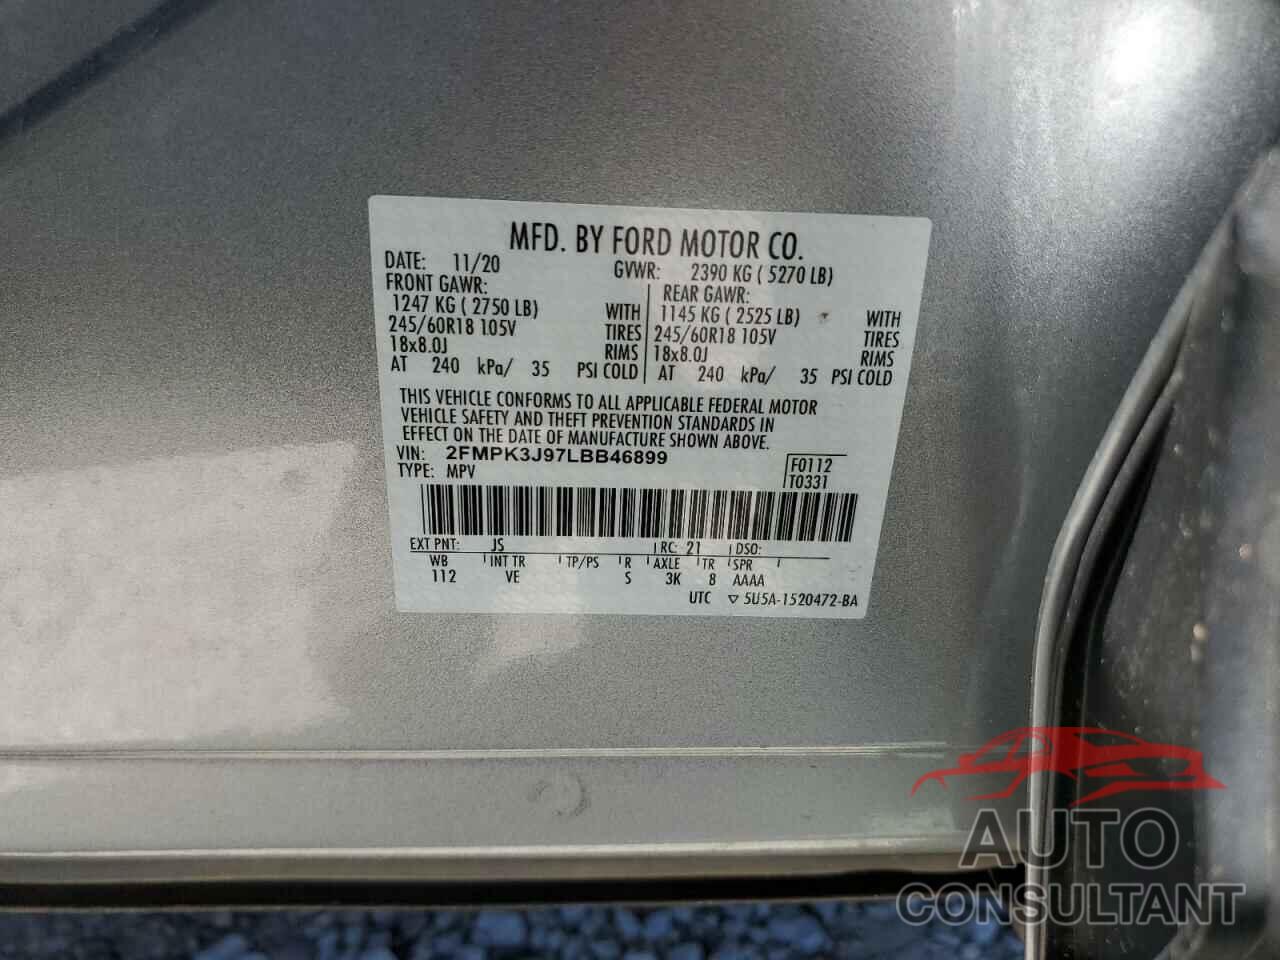 MFD. BY FORD MOTOR CO.
DATE: 11/20 GVWR: 2390 KG ( 5270 LB)
FRONT GAWR: REAR GAWR:
1247 KG ( 2750 LB) WITH 1145 KG ( 2525 LB) WITH
245/60R18 105V TIRES 245/60R18 105V TIRES
18x8.0J RIMS 18x8.0J RIMS
AT 240 kPa/ 35 PSI COLD AT 240 kPa/ 35 PSI COLD
THIS VEHICLE CONFORMS TO ALL APPLICABLE FEDERAL MOTOR
VEHICLE SAFETY AND THEFT PREVENTION STANDARDS IN
EFFECT ON THE DATE OF MANUFACTURE SHOWN ABOVE.
VIN: 2FMPK3J97LBB46899 F0112
TYPE: MPV T0331
EXT PNT: JS RC: 21 DSO:
WB INT TR TP/PS R AXLE TR SPR
112 VE S 3K 8 AAAA
UTC ▽ 5U5A-1520472-BA
AUTO
CONSULTANT